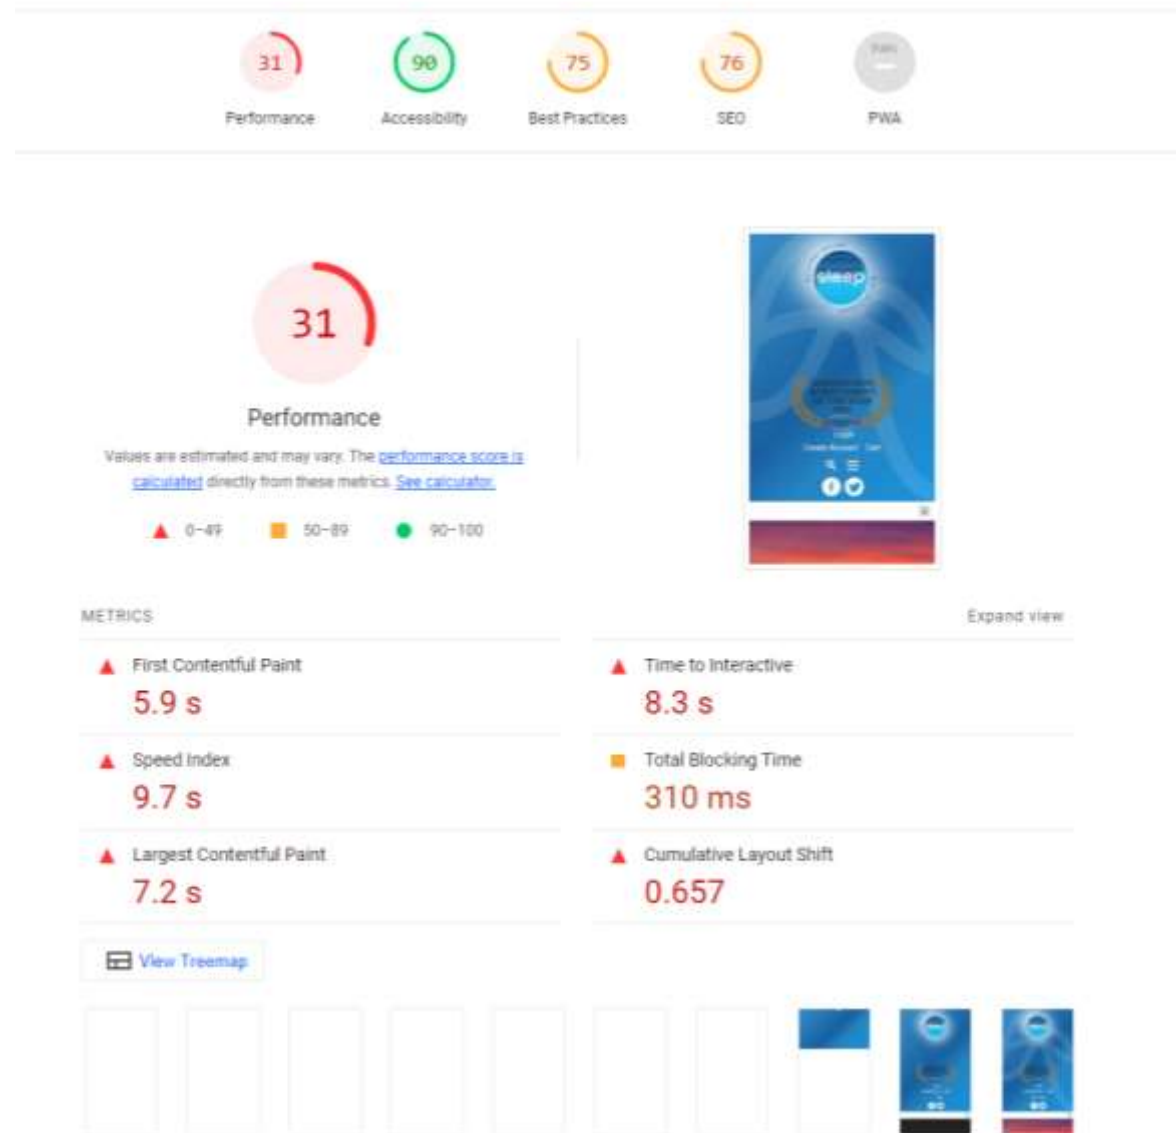 31
90
75
76
Performance
Accessibility
Best Practices
SEO
PWA
sleep
31
Performance
Values are estimated and may vary. The performance score is
calculated directly from these metrics. See calculator.
0–49
50–89
90–100
METRICS
Expand view
First Contentful Paint
5.9 s
Time to Interactive
8.3 s
Speed Index
9.7 s
Total Blocking Time
310 ms
Largest Contentful Paint
7.2 s
Cumulative Layout Shift
0.657
View Treemap